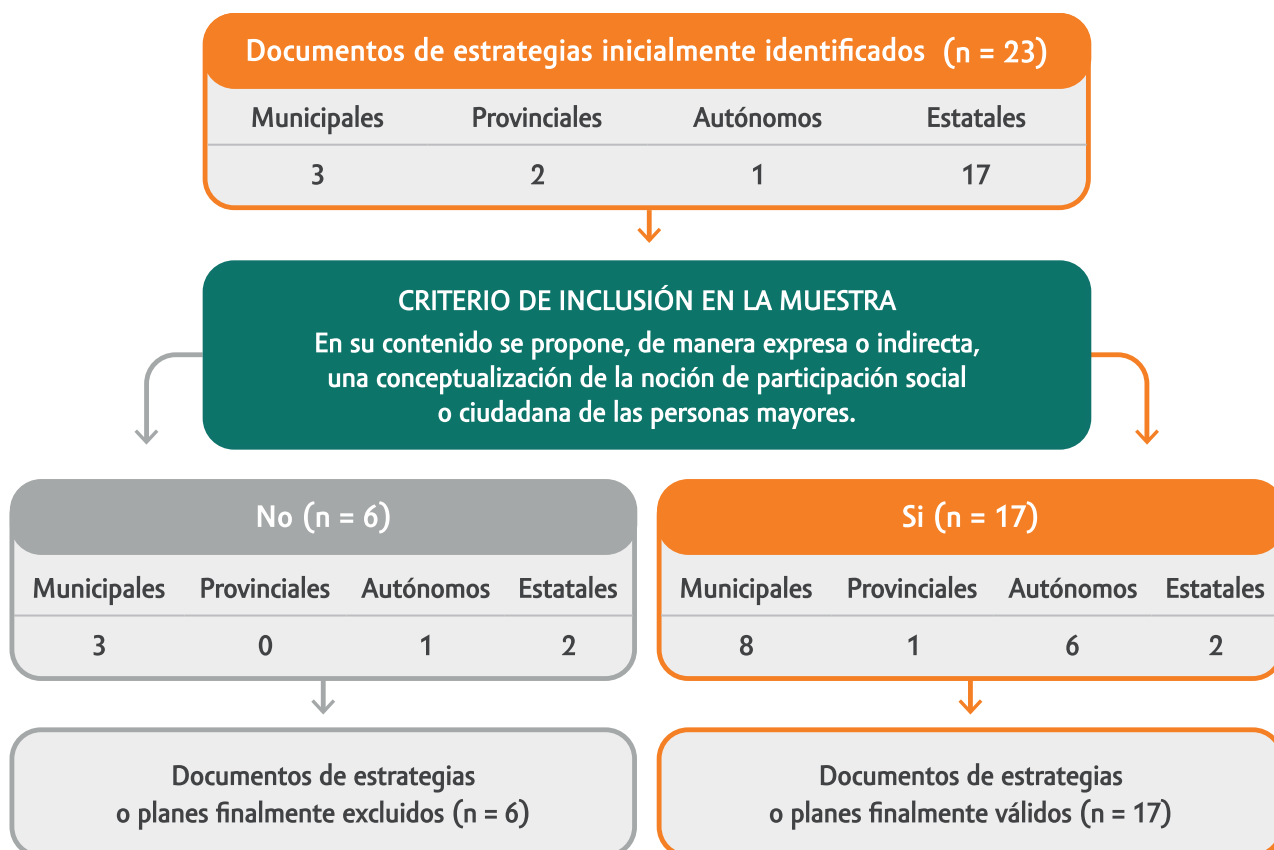 Documentos de estrategias inicialmente identificados (n = 23)
Municipales Provinciales Autónomos Estatales
3 2 1 17
CRITERIO DE INCLUSIÓN EN LA MUESTRA
En su contenido se propone, de manera expresa o indirecta,
una conceptualización de la noción de participación social
o ciudadana de las personas mayores.
No (n = 6)
Municipales Provinciales Autónomos Estatales
3 0 1 2
Documentos de estrategias
o planes finalmente excluidos (n = 6)
Si (n = 17)
Municipales Provinciales Autónomos Estatales
8 1 6 2
Documentos de estrategias
o planes finalmente válidos (n = 17)